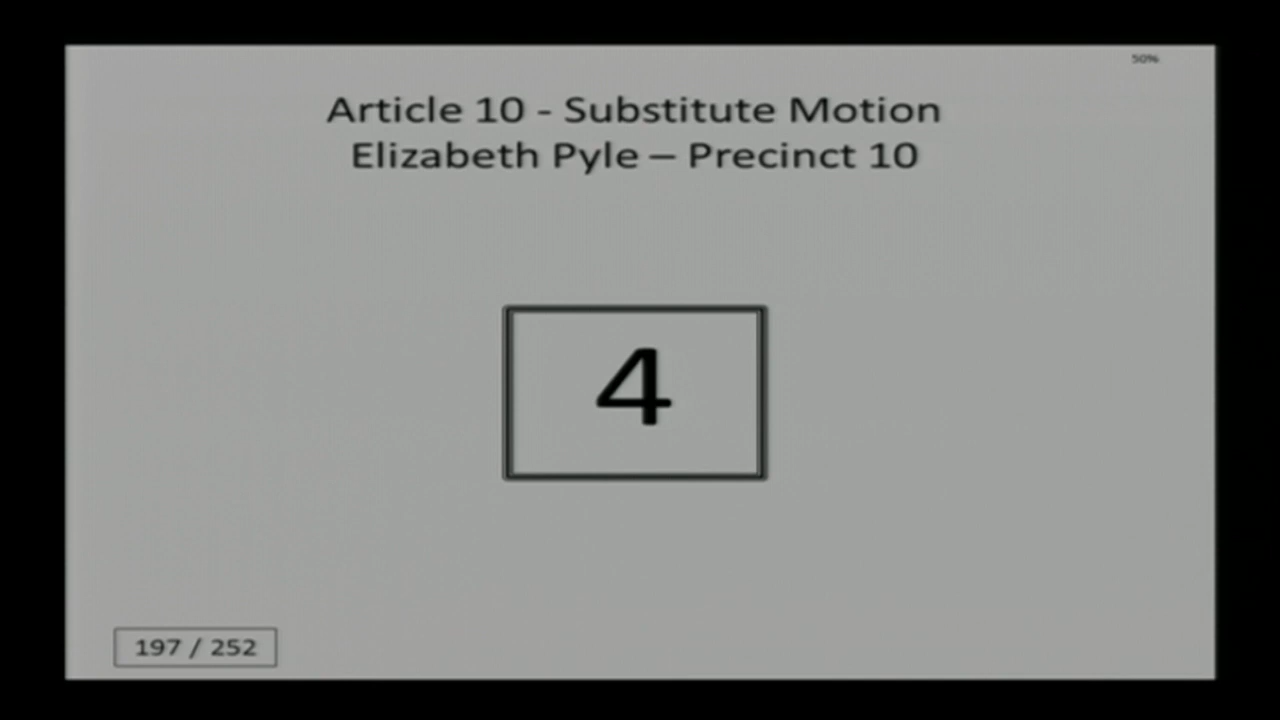 50%
Article 10 - Substitute Motion
Elizabeth Pyle – Precinct 10
4
197 / 252